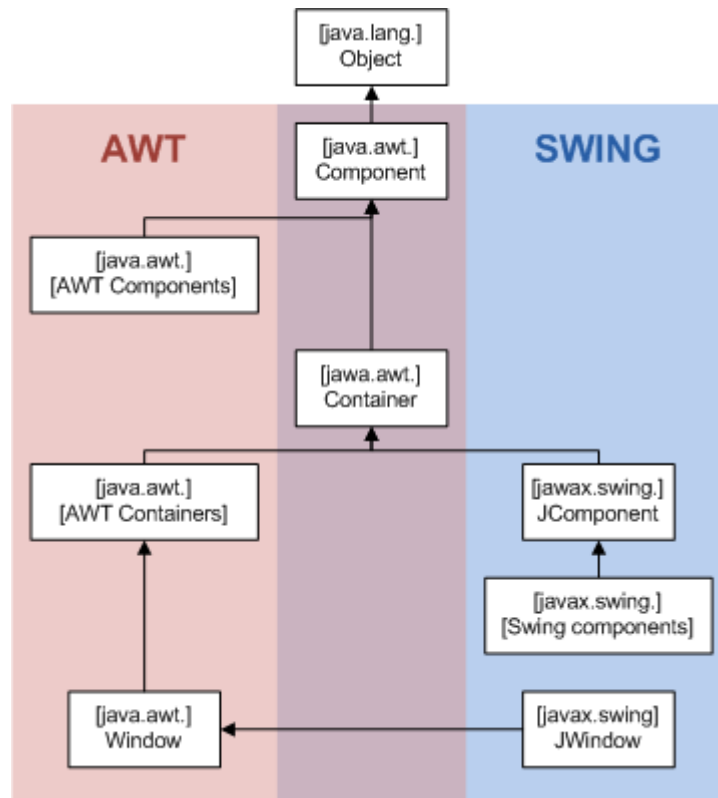 [java.lang.]
Object
AWT
[java.awt.]
Component
SWING
[java.awt.]
[AWT Components]
[jawa.awt.]
Container
[java.awt.]
[AWT Containers]
[jawax.swing.]
JComponent
[javax.swing.]
[Swing components]
[java.awt.]
Window
[javax.swing]
JWindow